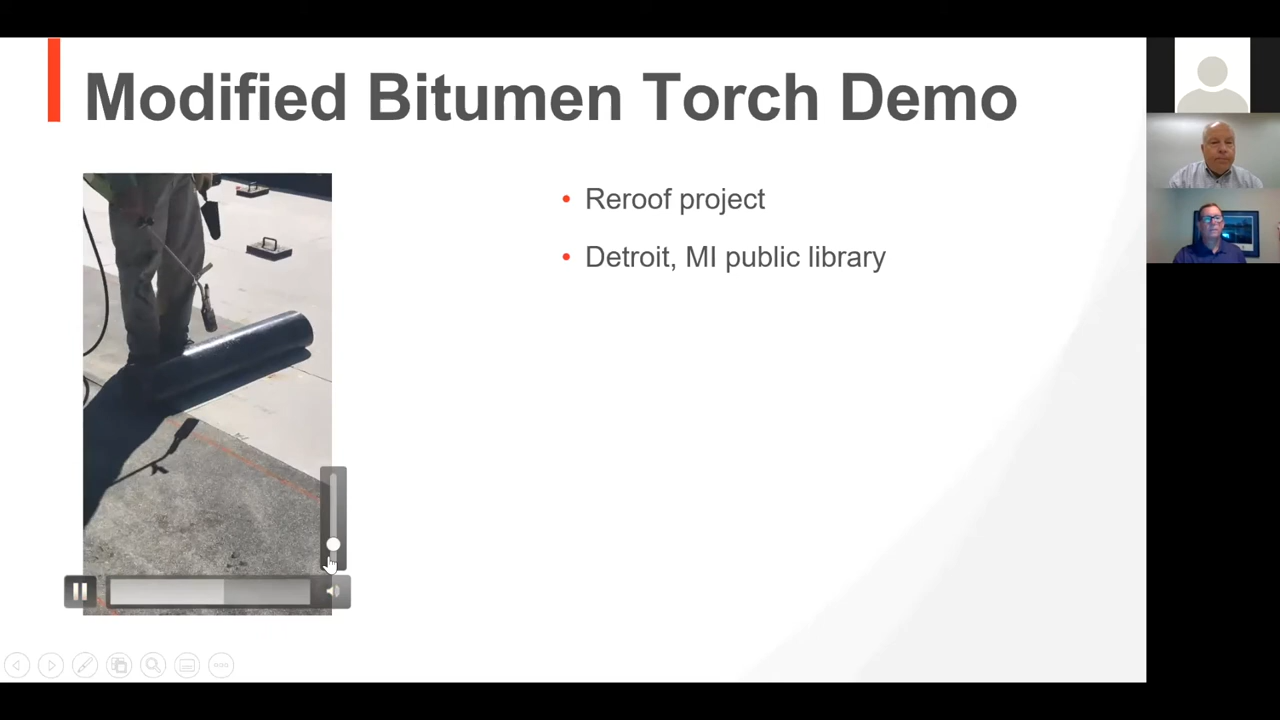 Modified Bitumen Torch Demo
• Reroof project
• Detroit, MI public library